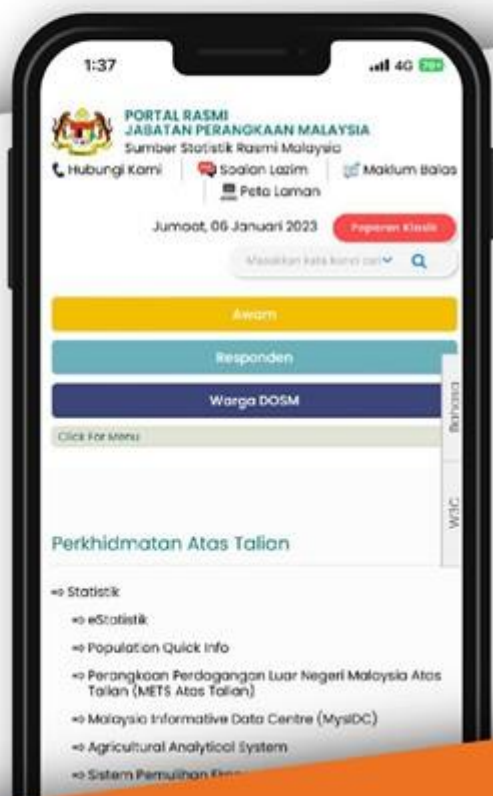 1:37
4G
PORTAL RASMI
JABATAN PERANGKAAN MALAYSIA
Sumber Statistik Rasmi Malaysia
Hubungi Kami Soalan Lazim Maklum Balas
Peta Laman
Jumaat, 06 Januari 2023 Paparan Klasik
Masukkan kata kunci
Awam
Responden
Warga DOSM
Bahasa
Click For Menu
W3C
Perkhidmatan Atas Talian
Statistik
eStatistik
Population Quick Info
Perangkaan Perdagangan Luar Negeri Malaysia Atas
Talian (METS Atas Talian)
Malaysia Informative Data Centre (MysIDC)
Agricultural Analytical System
Sistem Pemulihan